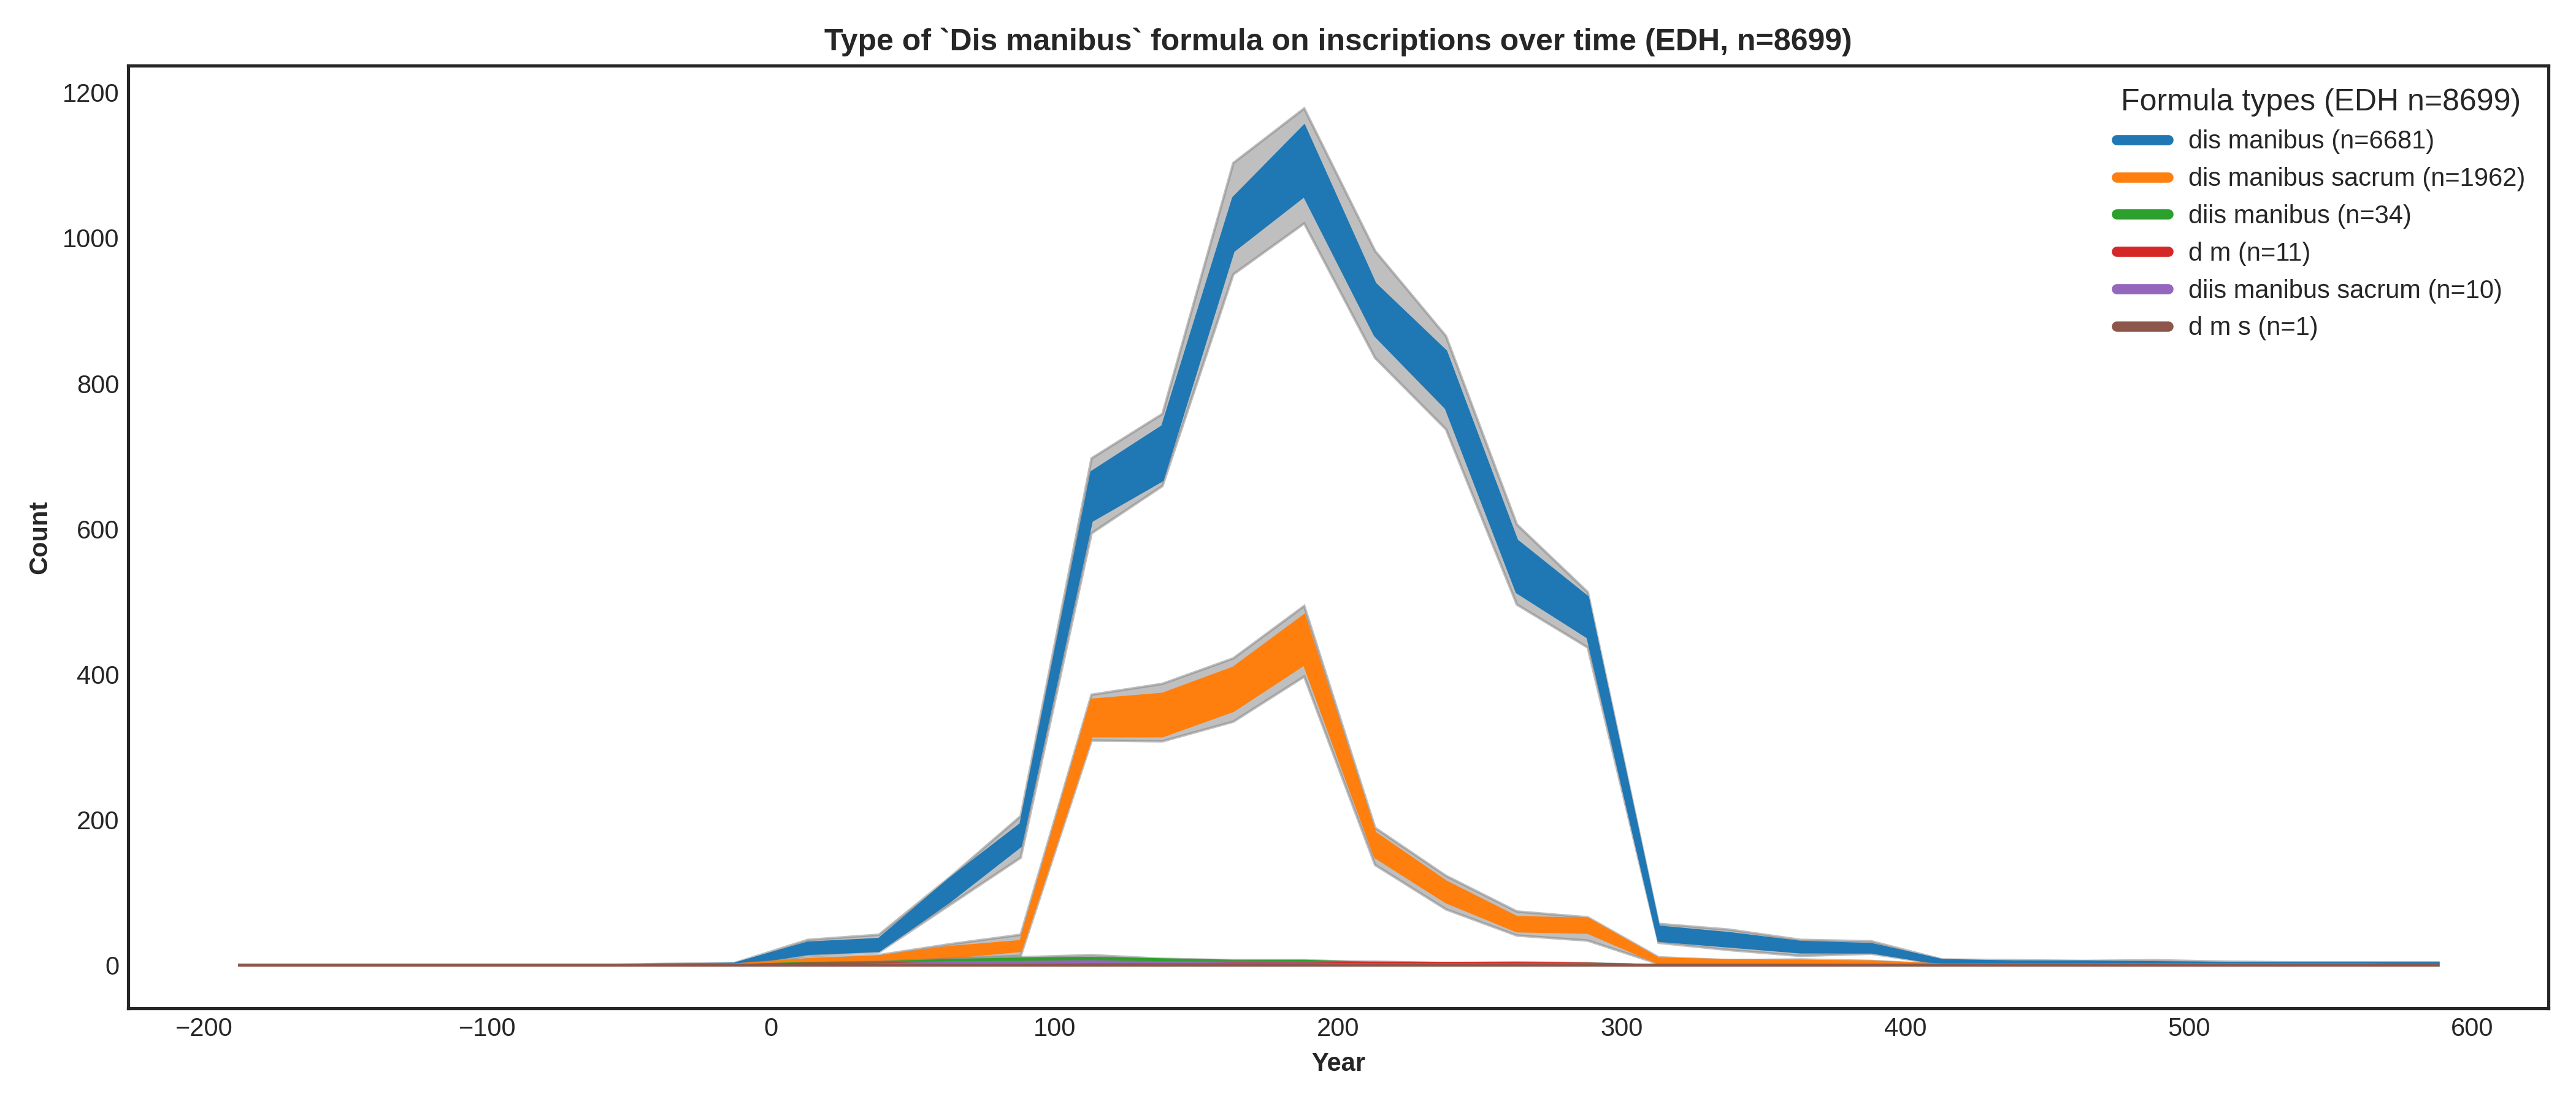 Type of `Dis manibus` formula on inscriptions over time (EDH, n=8699)
Formula types (EDH n=8699)
dis manibus (n=6681)
dis manibus sacrum (n=1962)
diis manibus (n=34)
d m (n=11)
diis manibus sacrum (n=10)
d m s (n=1)
Count
1200
1000
800
600
400
200
0
−200 −100 0 100 200 300 400 500 600
Year